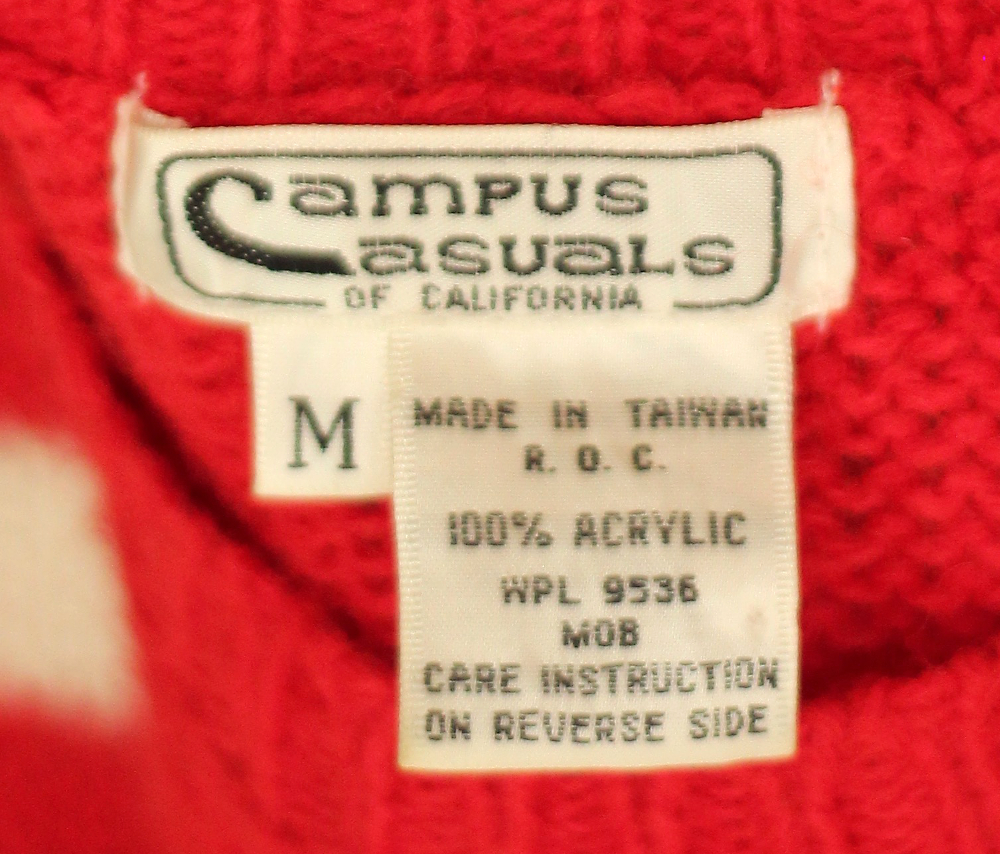 Campus
Casuals
OF CALIFORNIA
M
MADE IN TAIWAN
R. O. C.
100% ACRYLIC
WPL 9536
MOB
CARE INSTRUCTION
ON REVERSE SIDE